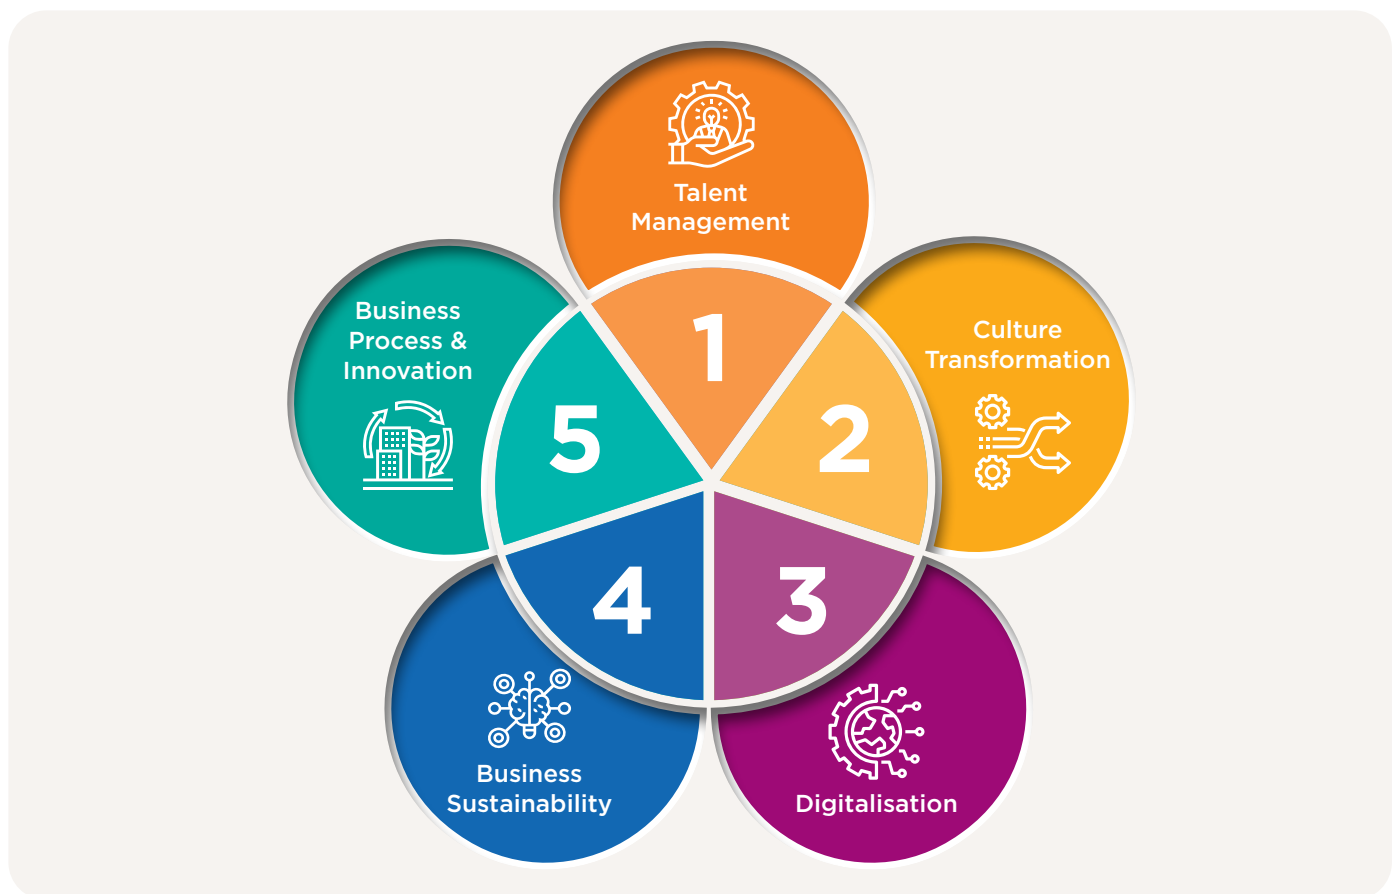 Talent
Management
1
Culture
Transformation
2
3
Digitalisation
4
Business
Sustainability
5
Business
Process &
Innovation